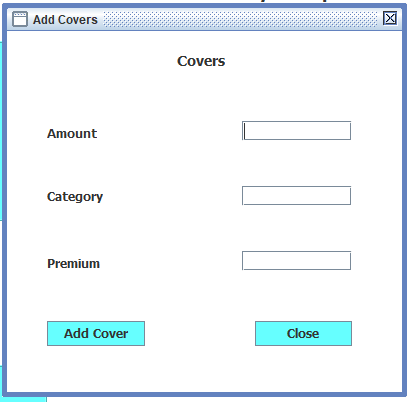 Add Covers
Covers
Amount
Category
Premium
Add Cover Close